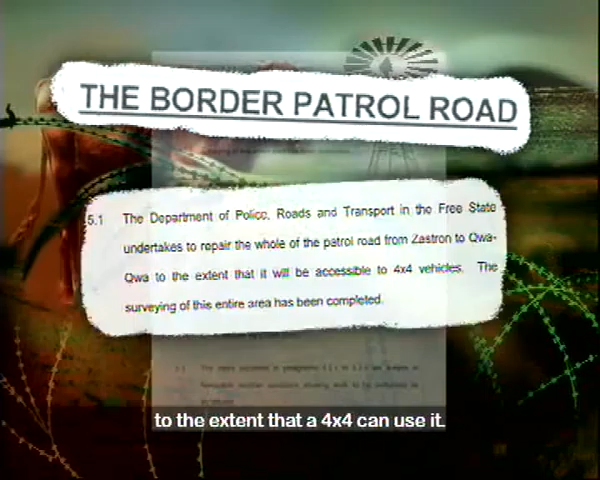 THE BORDER PATROL ROAD
5.1 The Department of Police, Roads and Transport in the Free State
undertakes to repair the whole of the patrol road from Zastron to Qwa-
Qwa to the extent that it will be accessible to 4x4 vehicles. The
surveying of this entire area has been completed.
to the extent that a 4x4 can use it.